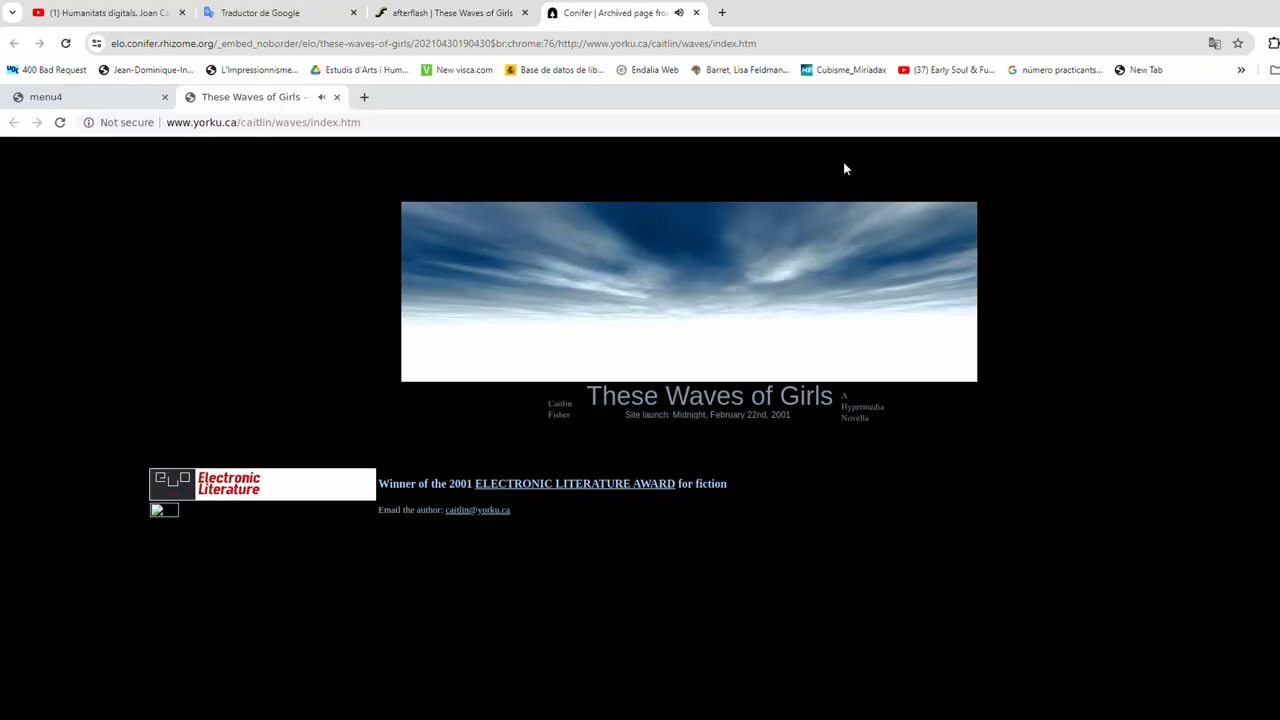 (1) Humanitats digitals. Joan Ca
Traductor de Google
afterflash | These Waves of Girls
Conifer | Archived page fro
elo.conifer.rhizome.org/_embed_noborder/elo/these-waves-of-girls/20210430190430$br:chrome:76/http://www.yorku.ca/caitlin/waves/index.htm
400 Bad Request
Jean-Dominique-In...
L'Impressionnisme...
Estudis d'Arts i Hum...
New visca.com
Base de datos de lib...
Endalia Web
Barret, Lisa Feldman...
Cubisme_Miríadax
(37) Early Soul & Fu...
número practicants...
New Tab
menu4
These Waves of Girls --
Not secure
www.yorku.ca/caitlin/waves/index.htm
Caitlin
Fisher
These Waves of Girls
Site launch: Midnight, February 22nd, 2001
A
Hypermedia
Novella
Electronic
Literature
Winner of the 2001 ELECTRONIC LITERATURE AWARD for fiction
Email the author: caitlin@yorku.ca